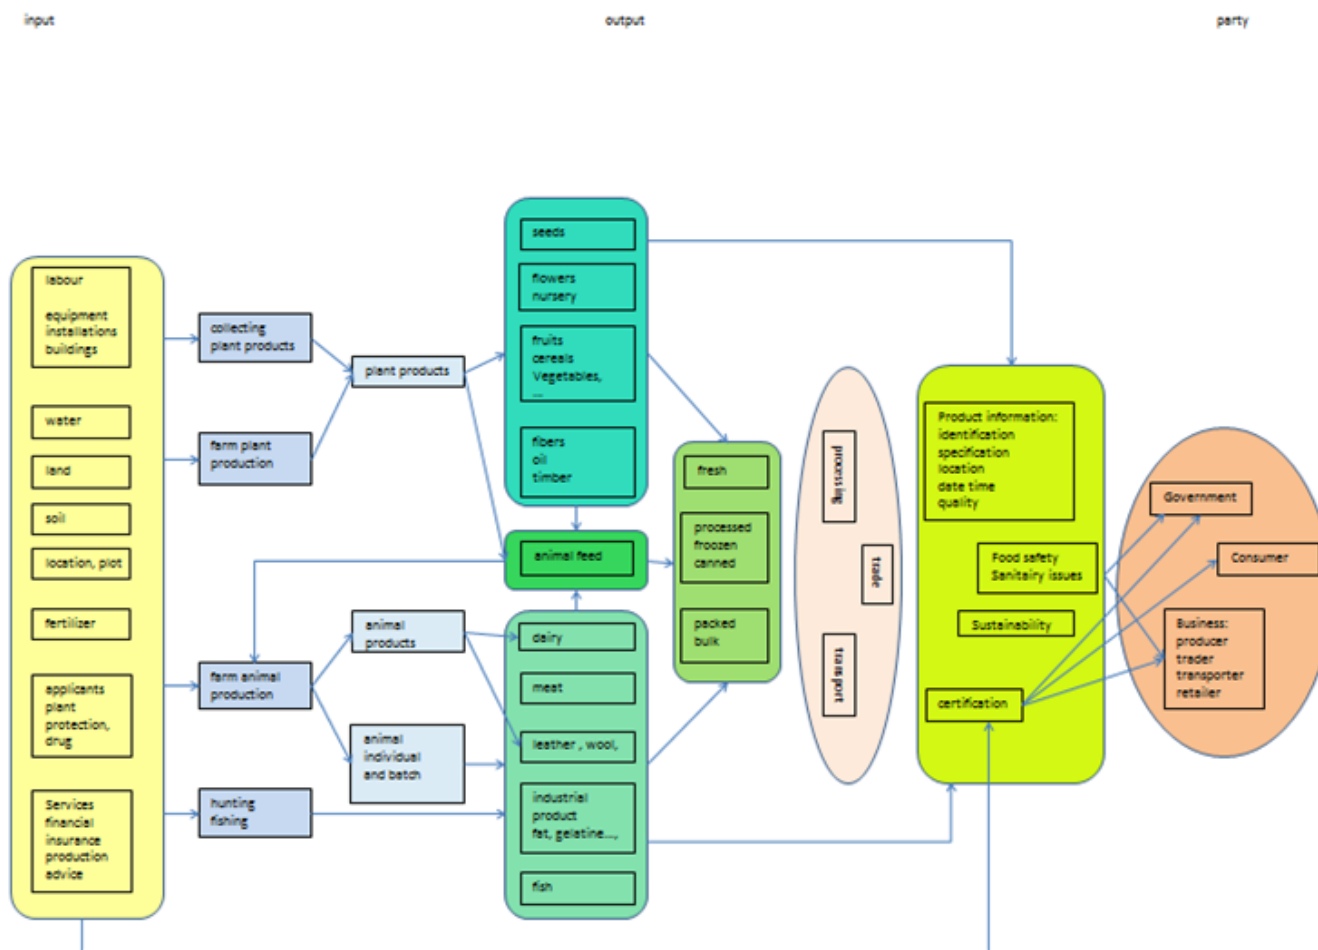 input
output
party
labour
equipment
installations
buildings
water
land
soil
location, plot
fertilizer
applicants
plant
protection,
drug
Services
financial
insurance
production
advice
collecting
plant products
farm plant
production
farm animal
production
hunting
fishing
plant products
animal
products
animal
individual
and batch
seeds
flowers
nursery
fruits
cereals
Vegetables,
...
fibers
oil
timber
animal feed
dairy
meat
leather , wool,
industrial
product
fat, gelatine...,
fish
fresh
processed
froozen
canned
packed
bulk
processing
trade
transport
Product information:
identification
specification
location
date time
quality
Food safety
Sanitairy issues
Sustainability
certification
Government
Consumer
Business:
producer
trader
transporter
retailer